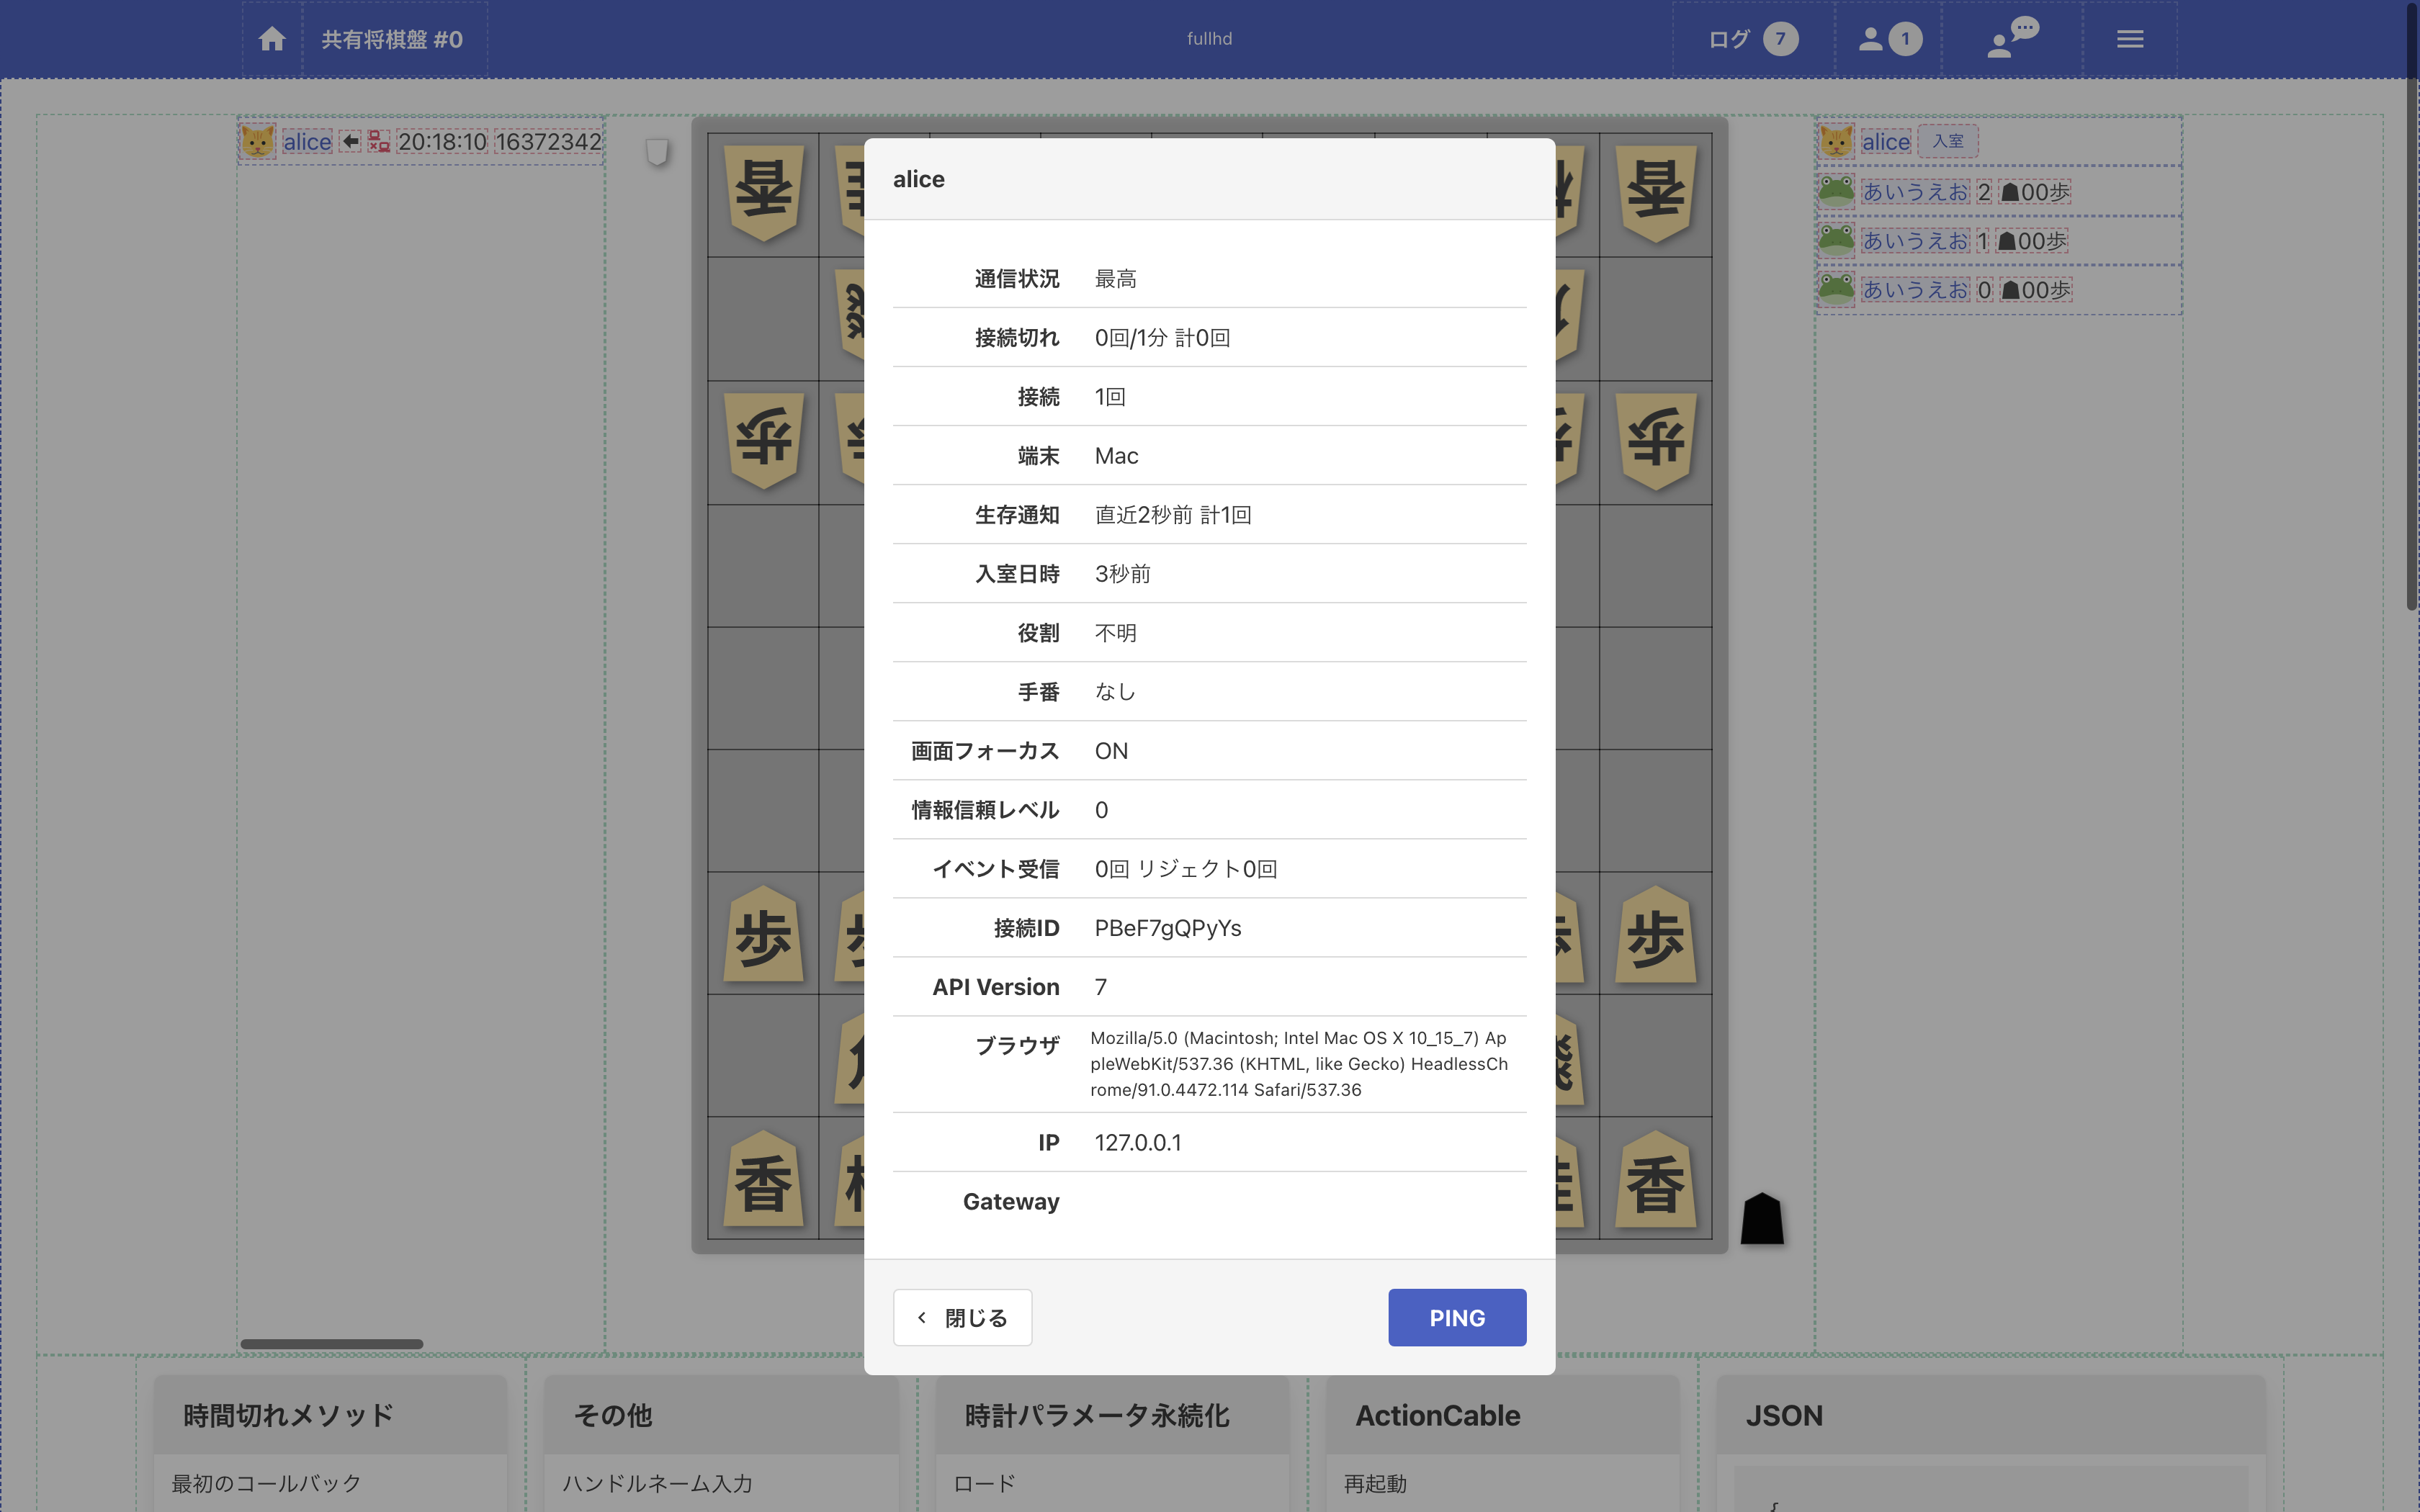 共有将棋盤 #0
fullhd
ログ 7
1
alice 20:18:10 16372342
alice 入室
あいうえお 2 ☗00歩
あいうえお 1 ☗00歩
あいうえお 0 ☗00歩
香 香
歩 歩
歩 歩
香 香
alice
通信状況 最高
接続切れ 0回/1分 計0回
接続 1回
端末 Mac
生存通知 直近2秒前 計1回
入室日時 3秒前
役割 不明
手番 なし
画面フォーカス ON
情報信頼レベル 0
イベント受信 0回 リジェクト0回
接続ID PBeF7gQPyYs
API Version 7
ブラウザ Mozilla/5.0 (Macintosh; Intel Mac OS X 10_15_7) Ap
pleWebKit/537.36 (KHTML, like Gecko) HeadlessCh
rome/91.0.4472.114 Safari/537.36
IP 127.0.0.1
Gateway
閉じる PING
時間切れメソッド その他 時計パラメータ永続化 ActionCable JSON
最初のコールバック ハンドルネーム入力 ロード 再起動 {